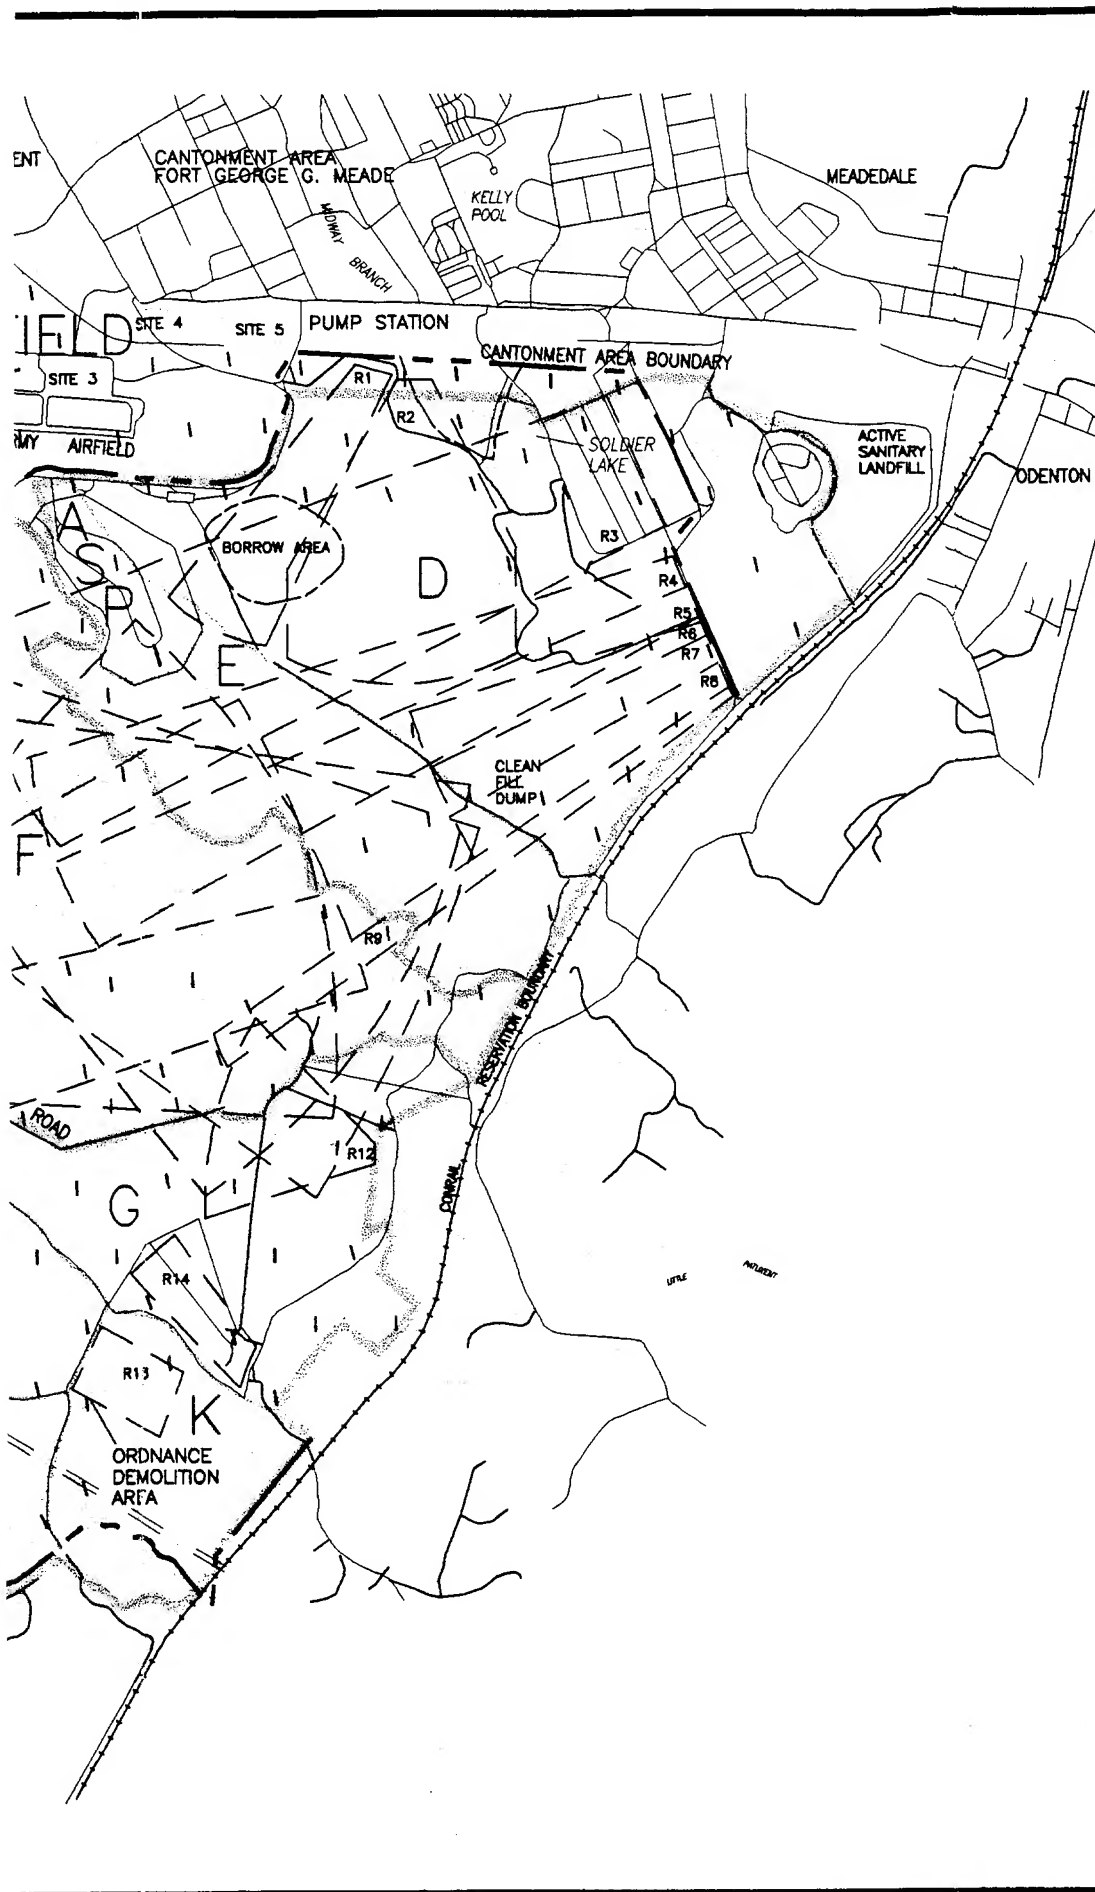 ENT
CANTONMENT AREA
FORT GEORGE G. MEADE
MEADEDALE
KELLY
POOL
MIDWAY
BRANCH
IELD
SITE 4
SITE 5
PUMP STATION
CANTONMENT AREA BOUNDARY
SITE 3
R1
R2
RMY AIRFIELD
SOLDIER
LAKE
ACTIVE
SANITARY
LANDFILL
ODENTON
A
S
P
BORROW AREA
D
R3
R4
R5
R6
R7
R8
E
CLEAN
FILL
DUMP
F
R9
RESERVATION BOUNDARY
ROAD
R12
CONRAIL
G
R14
LITTLE
PATUXENT
R13
K
ORDNANCE
DEMOLITION
AREA